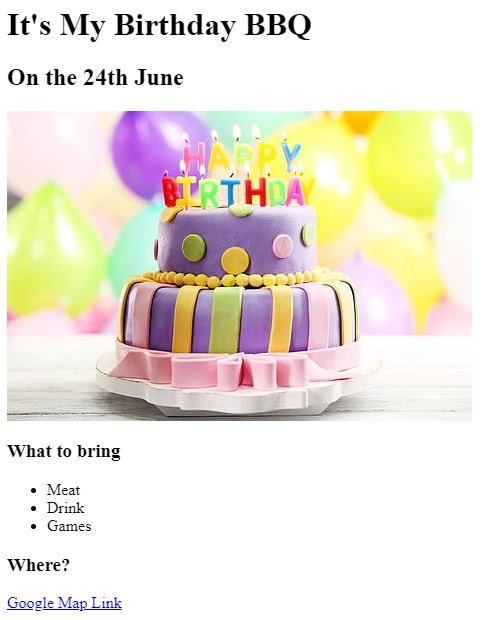 It's My Birthday BBQ
On the 24th June
HAPPY
BIRTHDAY
What to bring
Meat
Drink
Games
Where?
Google Map Link